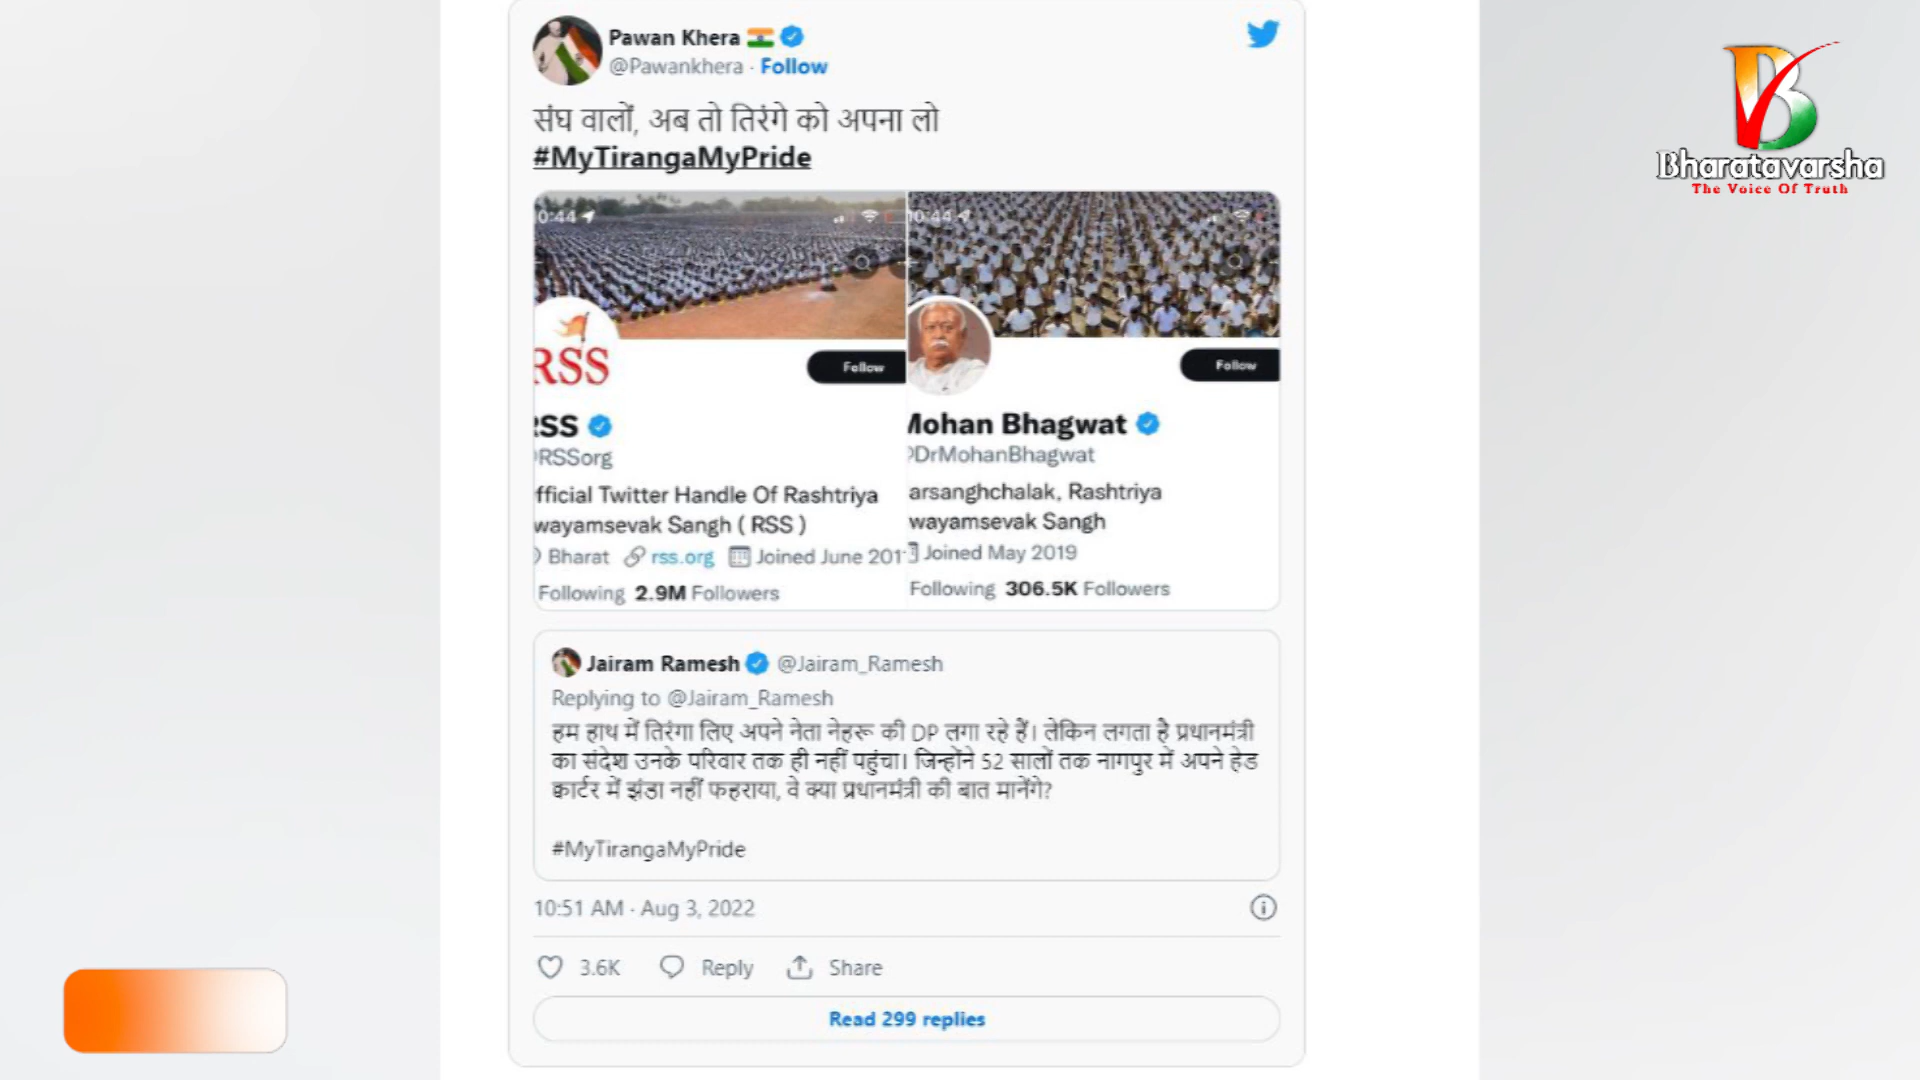 Pawan Khera
@Pawankhera · Follow
संघ वालों, अब तो तिरंगे को अपना लो
#MyTirangaMyPride
0:44
10:44
RSS
Follow
Follow
RSS
RSSorg
fficial Twitter Handle Of Rashtriya
wayamsevak Sangh ( RSS )
Bharat rss.org Joined June 201
Following 2.9M Followers
Mohan Bhagwat
DrMohanBhagwat
arsanghchalak, Rashtriya
wayamsevak Sangh
Joined May 2019
Following 306.5K Followers
Jairam Ramesh @Jairam_Ramesh
Replying to @Jairam_Ramesh
हम हाथ में तिरंगा लिए अपने नेता नेहरू की DP लगा रहे हैं। लेकिन लगता है प्रधानमंत्री
का संदेश उनके परिवार तक ही नहीं पहुंचा। जिन्होंने 52 सालों तक नागपुर में अपने हेड
क्वार्टर में झंडा नहीं फहराया, वे क्या प्रधानमंत्री की बात मानेंगे?
#MyTirangaMyPride
10:51 AM · Aug 3, 2022
3.6K Reply Share
Read 299 replies
Bharatavarsha
The Voice Of Truth